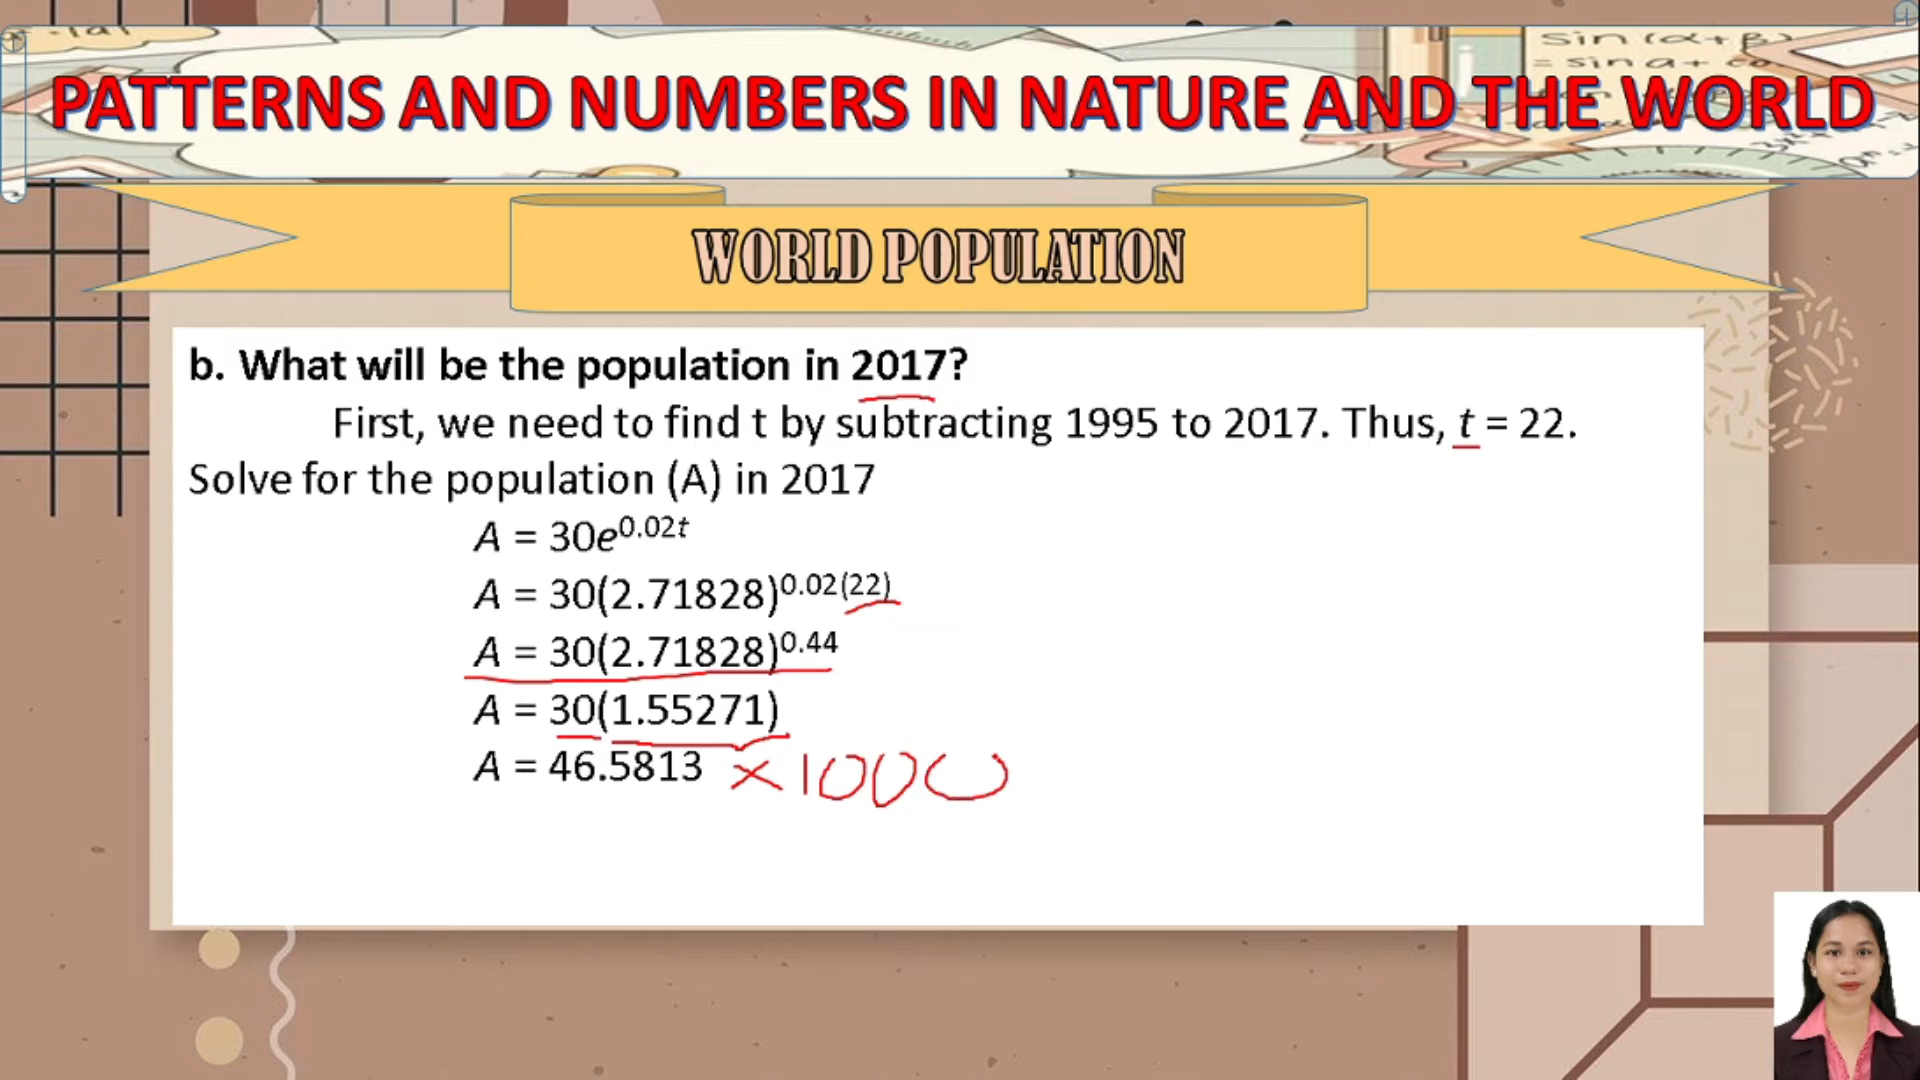 sin(α+β)
PATTERNS AND NUMBERS IN NATURE AND THE WORLD
WORLD POPULATION
b. What will be the population in 2017?
First, we need to find t by subtracting 1995 to 2017. Thus, t = 22.
Solve for the population (A) in 2017
A = 30e^0.02t
A = 30(2.71828)^0.02(22)
A = 30(2.71828)^0.44
A = 30(1.55271)
A = 46.5813 ×1000